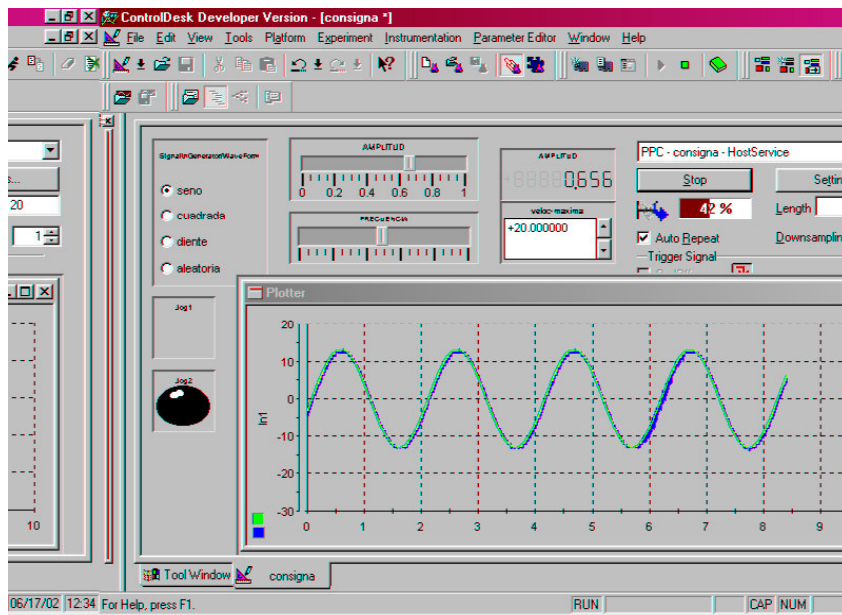 ControlDesk Developer Version - [consigna *]
File Edit View Tools Platform Experiment Instrumentation Parameter Editor Window Help
SignalInGeneratorWaveForm
seno
cuadrada
diente
aleatoria
AMPLITUD
0 0.2 0.4 0.6 0.8 1
FRECUENCIA
AMPLITUD
0.656
veloc-maxima
+20.000000
PPC - consigna - HostService
Stop
42 %
Length
Auto Repeat
Trigger Signal
20
1
Jog1
Jog2
Plotter
20
10
0
-10
-20
-30
In1
0 1 2 3 4 5 6 7 8 9
10
Tool Window
consigna
06/17/02 12:34 For Help, press F1.
RUN
CAP NUM